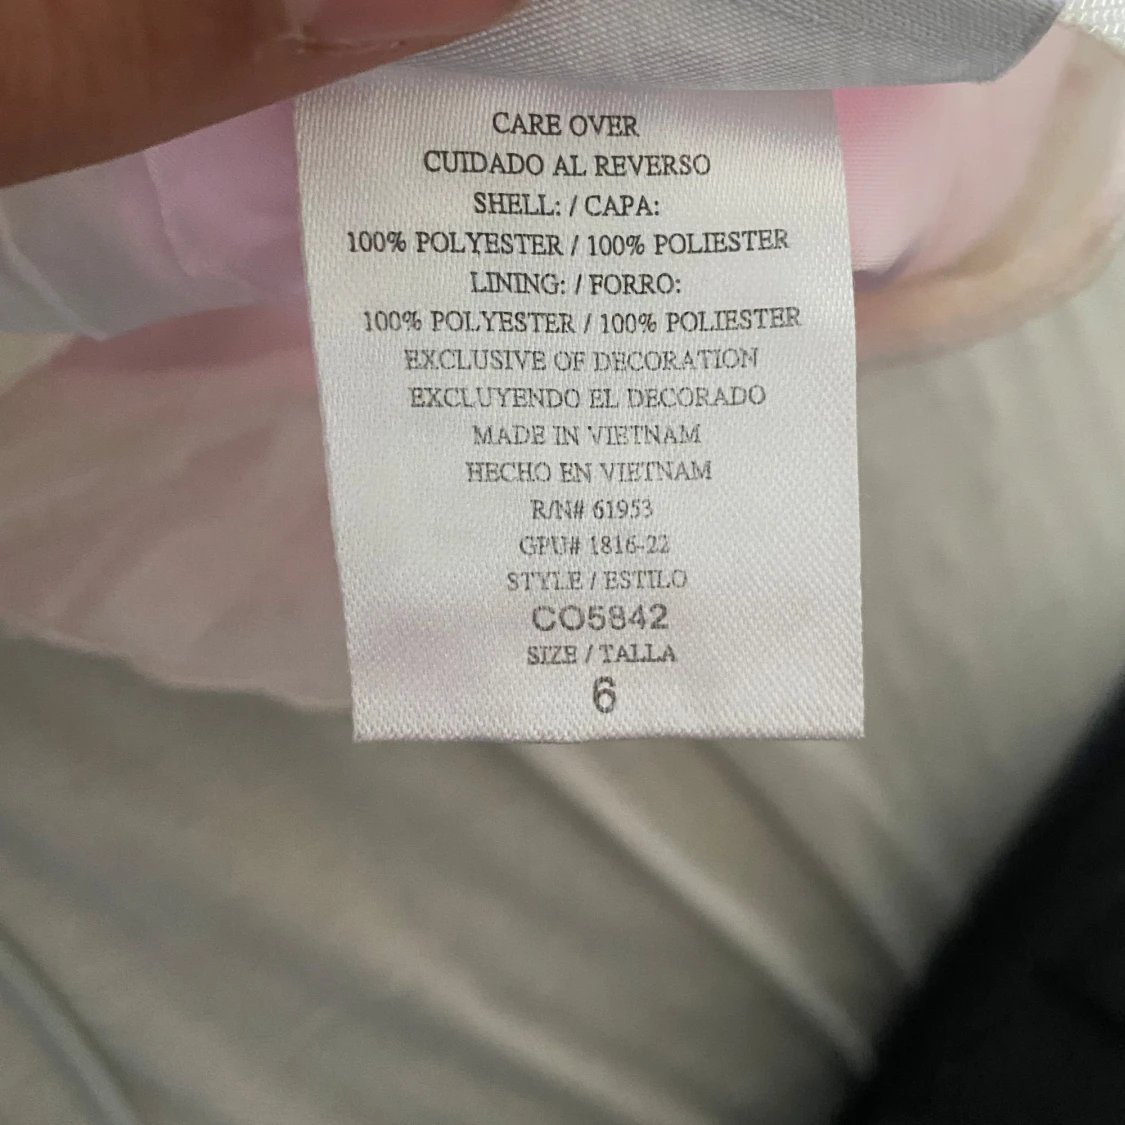 CARE OVER
CUIDADO AL REVERSO
SHELL: / CAPA:
100% POLYESTER / 100% POLIESTER
LINING: / FORRO:
100% POLYESTER / 100% POLIESTER
EXCLUSIVE OF DECORATION
EXCLUYENDO EL DECORADO
MADE IN VIETNAM
HECHO EN VIETNAM
R/N# 61953
GPU# 1816-22
STYLE / ESTILO
CO5842
SIZE / TALLA
6